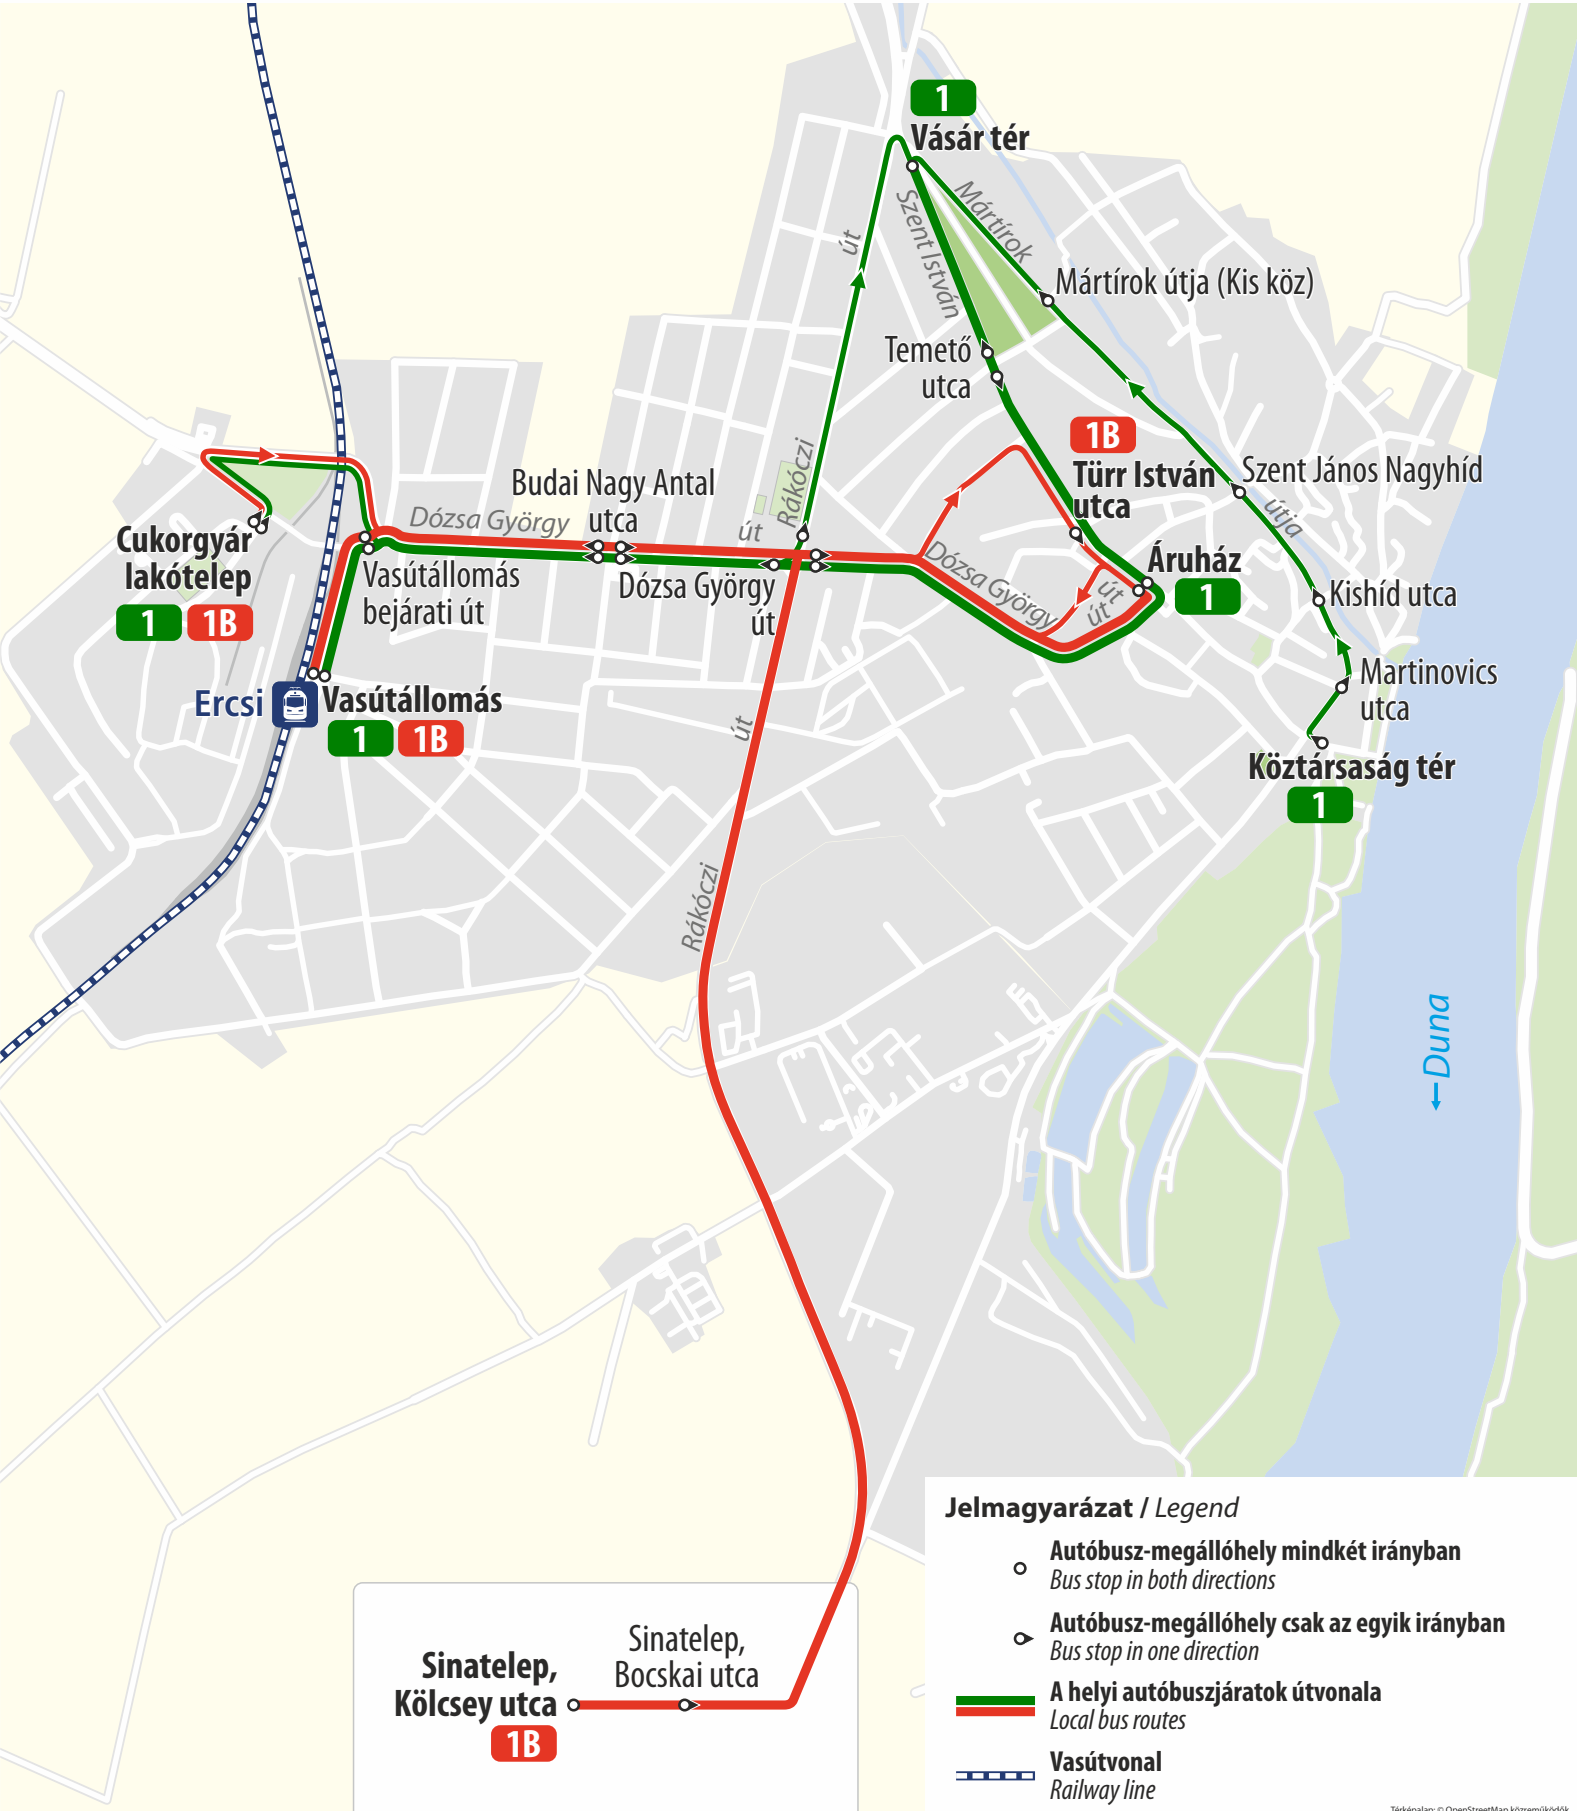 1
Vásár tér
Mártírok
Szent István
út
Mártírok útja (Kis köz)
Temető
utca
1B
Türr István
utca
Szent János Nagyhíd
útja
Rákóczi
Budai Nagy Antal
utca
Dózsa György
út
Cukorgyár
lakótelep
1 1B
Vasútállomás
bejárati út
Dózsa György
út
Dózsa György
út
út
Áruház
1
Kishíd utca
Martinovics
utca
Köztársaság tér
1
Ercsi
Vasútállomás
1 1B
út
Rákóczi
←Duna
Sinatelep,
Bocskai utca
Sinatelep,
Kölcsey utca
1B
Jelmagyarázat / Legend
Autóbusz-megállóhely mindkét irányban
Bus stop in both directions
Autóbusz-megállóhely csak az egyik irányban
Bus stop in one direction
A helyi autóbuszjáratok útvonala
Local bus routes
Vasútvonal
Railway line
Térképalap: © OpenStreetMap közreműködők